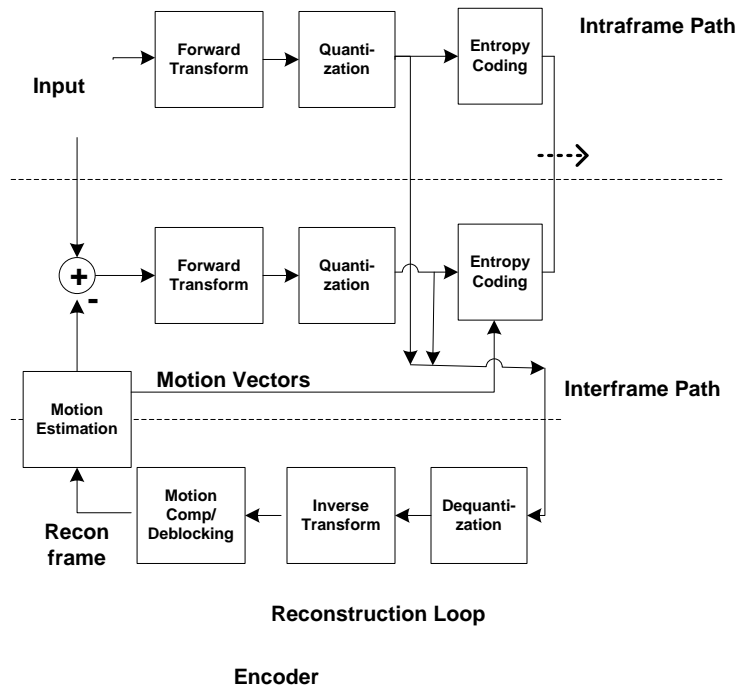 Intraframe Path
Input
Forward
Transform
Quanti-
zation
Entropy
Coding
+
-
Forward
Transform
Quanti-
zation
Entropy
Coding
Motion Vectors
Interframe Path
Motion
Estimation
Recon
frame
Motion
Comp/
Deblocking
Inverse
Transform
Dequanti-
zation
Reconstruction Loop
Encoder